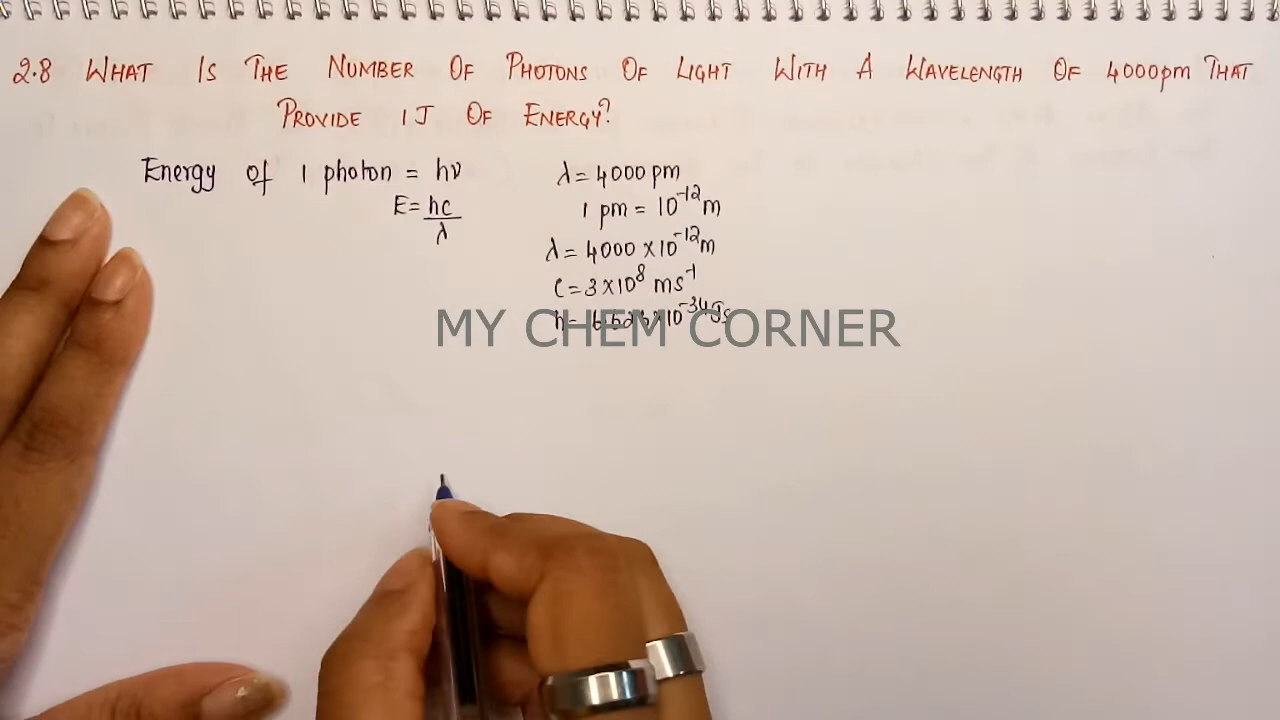 2.8 WHAT IS THE NUMBER OF PHOTONS OF LIGHT WITH A WAVELENGTH OF 4000pm THAT
PROVIDE 1J OF ENERGY?
Energy of 1 photon = hν
E = hc/λ
λ = 4000 pm
1 pm = 10⁻¹² m
λ = 4000 × 10⁻¹² m
C = 3 × 10⁸ ms⁻¹
MY CHEM CORNER